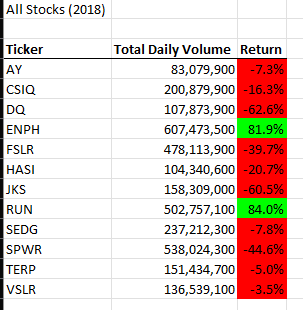 All Stocks (2018)
Ticker Total Daily Volume Return
AY 83,079,900 -7.3%
CSIQ 200,879,900 -16.3%
DQ 107,873,900 -62.6%
ENPH 607,473,500 81.9%
FSLR 478,113,900 -39.7%
HASI 104,340,600 -20.7%
JKS 158,309,000 -60.5%
RUN 502,757,100 84.0%
SEDG 237,212,300 -7.8%
SPWR 538,024,300 -44.6%
TERP 151,434,700 -5.0%
VSLR 136,539,100 -3.5%